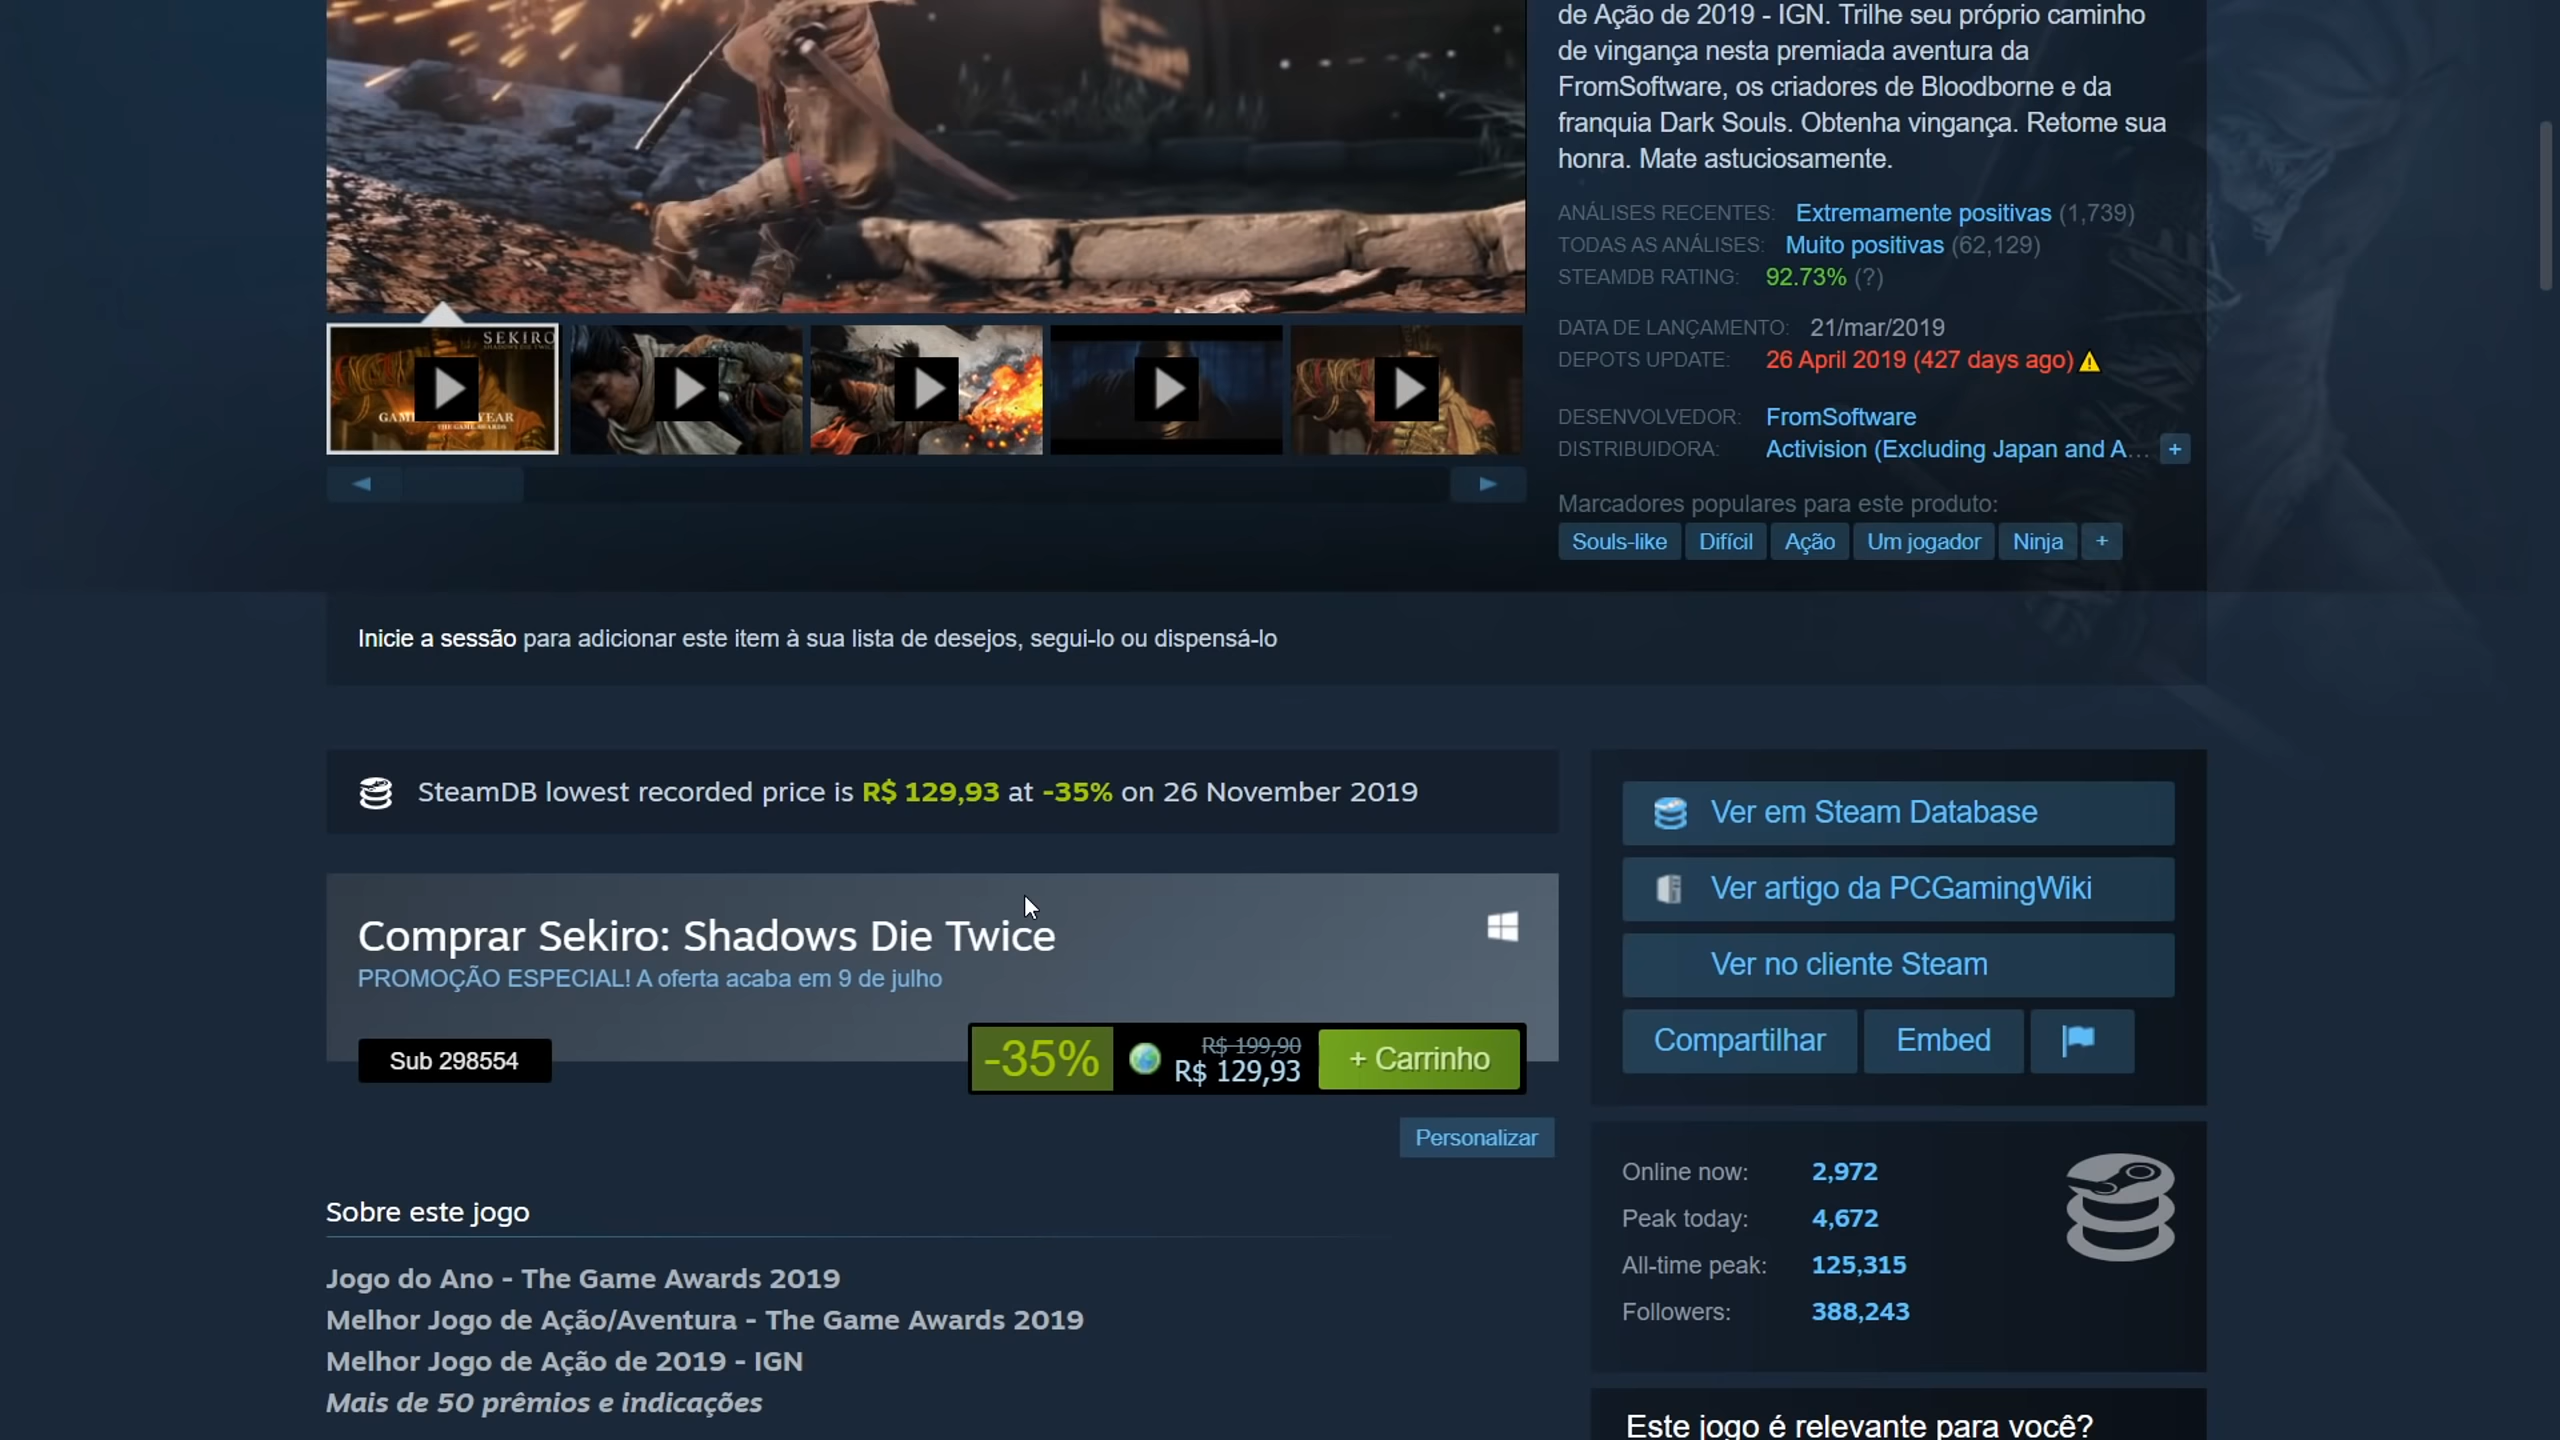 de Ação de 2019 - IGN. Trilhe seu próprio caminho
de vingança nesta premiada aventura da
FromSoftware, os criadores de Bloodborne e da
franquia Dark Souls. Obtenha vingança. Retome sua
honra. Mate astuciosamente.
ANÁLISES RECENTES: Extremamente positivas (1,739)
TODAS AS ANÁLISES: Muito positivas (62,129)
STEAMDB RATING: 92.73% (?)
DATA DE LANÇAMENTO: 21/mar/2019
DEPOTS UPDATE: 26 April 2019 (427 days ago)
DESENVOLVEDOR: FromSoftware
DISTRIBUIDORA: Activision (Excluding Japan and A... +
Marcadores populares para este produto:
Souls-like Difícil Ação Um jogador Ninja +
SEKIRO
SHADOWS DIE TWICE
THE GAME AWARDS
Inicie a sessão para adicionar este item à sua lista de desejos, segui-lo ou dispensá-lo
SteamDB lowest recorded price is R$ 129,93 at -35% on 26 November 2019
Comprar Sekiro: Shadows Die Twice
PROMOÇÃO ESPECIAL! A oferta acaba em 9 de julho
Sub 298554
-35%
R$ 199,90
R$ 129,93
+ Carrinho
Personalizar
Sobre este jogo
Jogo do Ano - The Game Awards 2019
Melhor Jogo de Ação/Aventura - The Game Awards 2019
Melhor Jogo de Ação de 2019 - IGN
Mais de 50 prêmios e indicações
Ver em Steam Database
Ver artigo da PCGamingWiki
Ver no cliente Steam
Compartilhar Embed
Online now: 2,972
Peak today: 4,672
All-time peak: 125,315
Followers: 388,243
Este jogo é relevante para você?